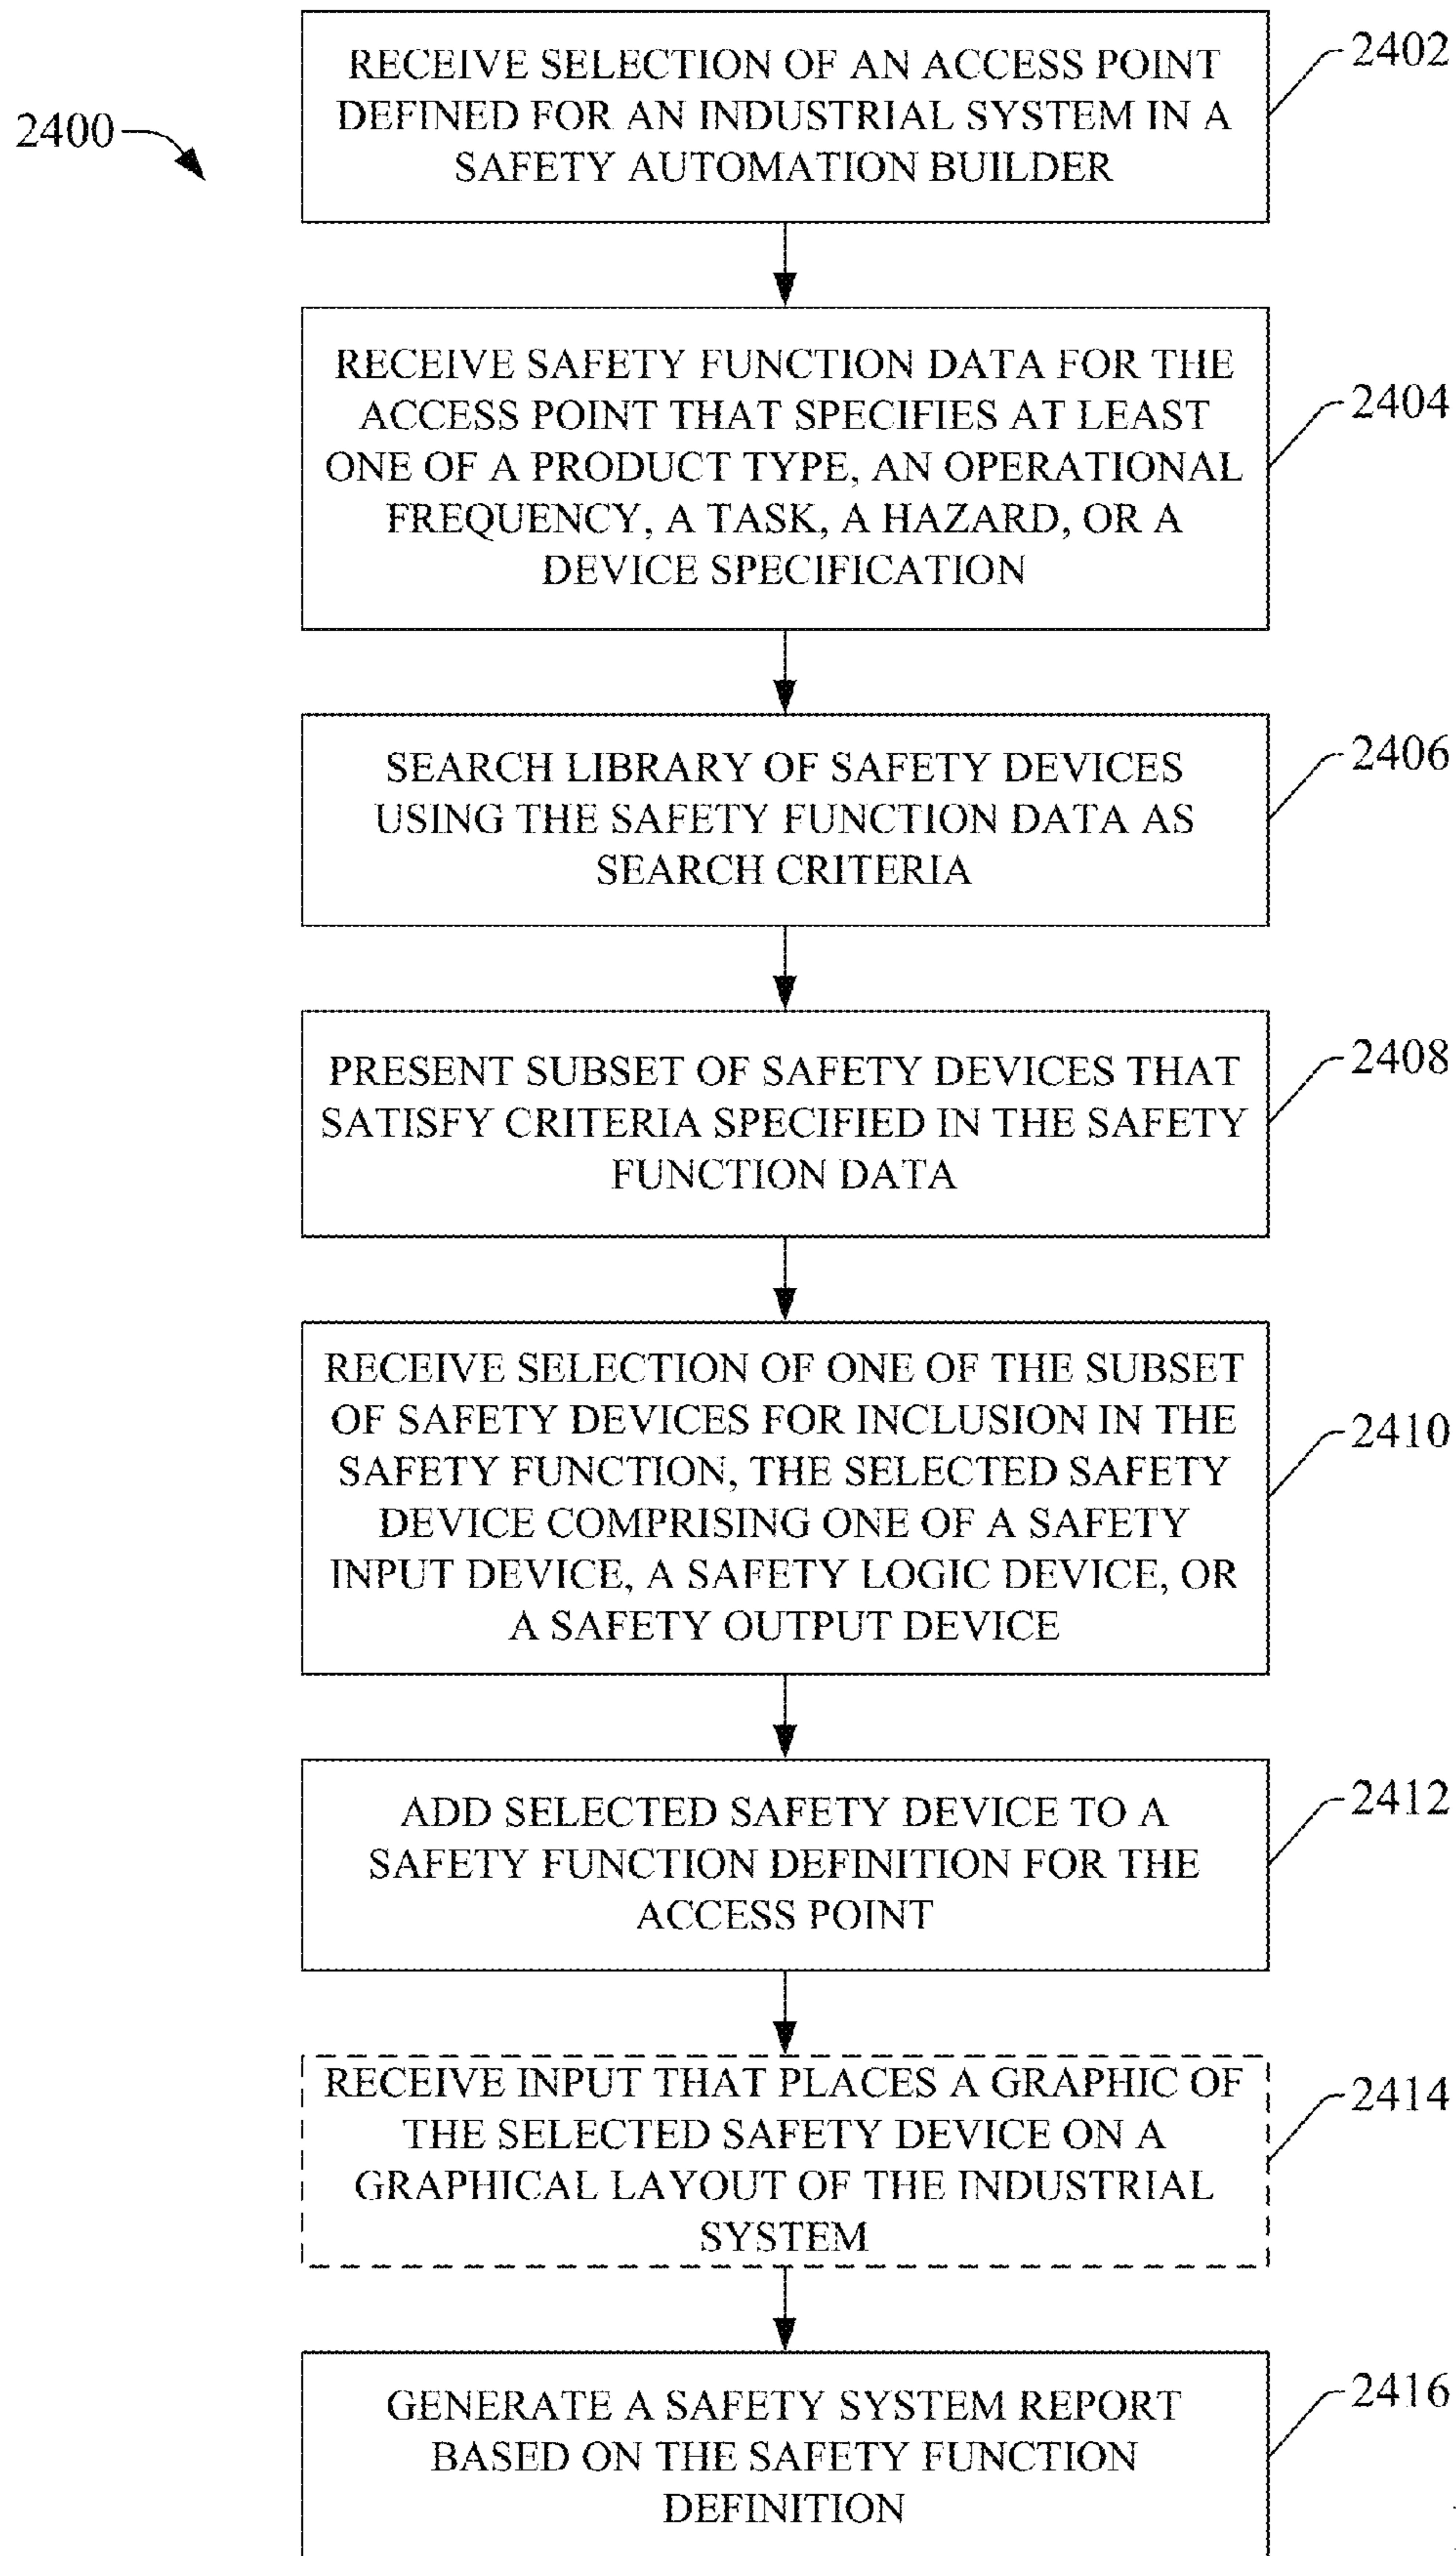 2400
RECEIVE SELECTION OF AN ACCESS POINT
DEFINED FOR AN INDUSTRIAL SYSTEM IN A
SAFETY AUTOMATION BUILDER
2402
RECEIVE SAFETY FUNCTION DATA FOR THE
ACCESS POINT THAT SPECIFIES AT LEAST
ONE OF A PRODUCT TYPE, AN OPERATIONAL
FREQUENCY, A TASK, A HAZARD, OR A
DEVICE SPECIFICATION
2404
SEARCH LIBRARY OF SAFETY DEVICES
USING THE SAFETY FUNCTION DATA AS
SEARCH CRITERIA
2406
PRESENT SUBSET OF SAFETY DEVICES THAT
SATISFY CRITERIA SPECIFIED IN THE SAFETY
FUNCTION DATA
2408
RECEIVE SELECTION OF ONE OF THE SUBSET
OF SAFETY DEVICES FOR INCLUSION IN THE
SAFETY FUNCTION, THE SELECTED SAFETY
DEVICE COMPRISING ONE OF A SAFETY
INPUT DEVICE, A SAFETY LOGIC DEVICE, OR
A SAFETY OUTPUT DEVICE
2410
ADD SELECTED SAFETY DEVICE TO A
SAFETY FUNCTION DEFINITION FOR THE
ACCESS POINT
2412
RECEIVE INPUT THAT PLACES A GRAPHIC OF
THE SELECTED SAFETY DEVICE ON A
GRAPHICAL LAYOUT OF THE INDUSTRIAL
SYSTEM
2414
GENERATE A SAFETY SYSTEM REPORT
BASED ON THE SAFETY FUNCTION
DEFINITION
2416